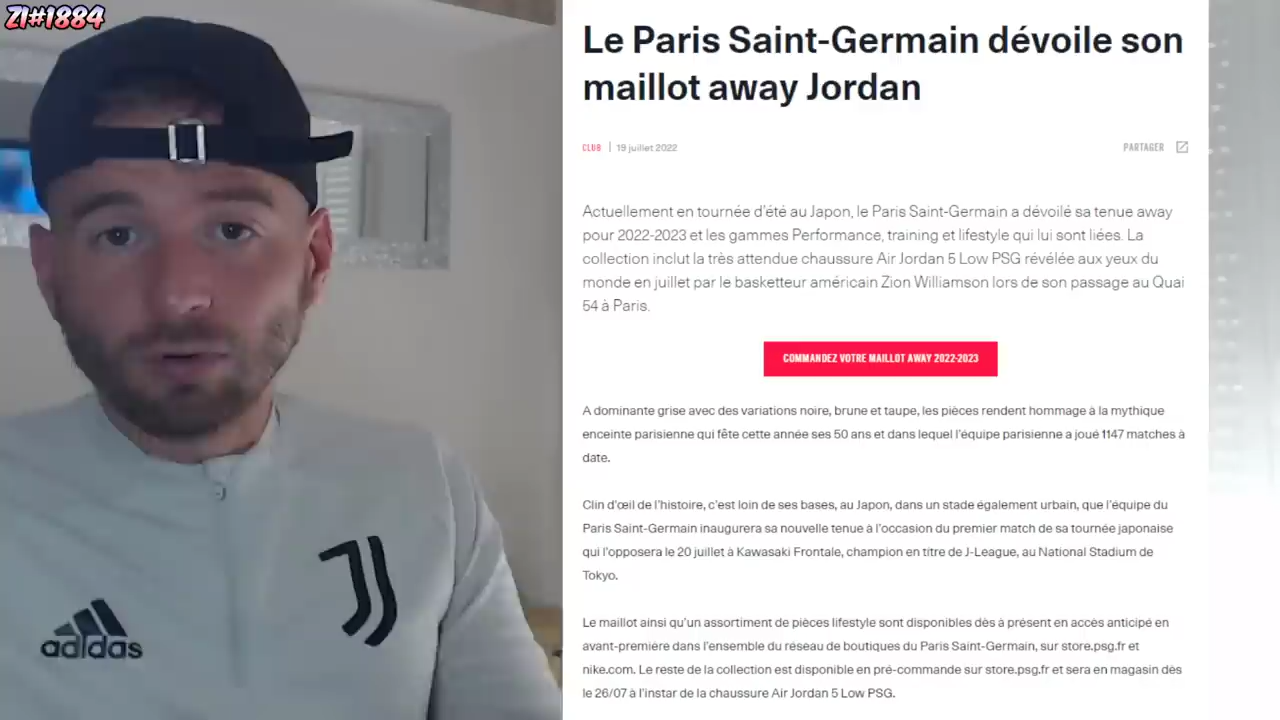 Z1#1884
Le Paris Saint-Germain dévoile son
maillot away Jordan
CLUB | 19 juillet 2022
PARTAGER
Actuellement en tournée d'été au Japon, le Paris Saint-Germain a dévoilé sa tenue away
pour 2022-2023 et les gammes Performance, training et lifestyle qui lui sont liées. La
collection inclut la très attendue chaussure Air Jordan 5 Low PSG révélée aux yeux du
monde en juillet par le basketteur américain Zion Williamson lors de son passage au Quai
54 à Paris.
COMMANDEZ VOTRE MAILLOT AWAY 2022-2023
A dominante grise avec des variations noire, brune et taupe, les pièces rendent hommage à la mythique
enceinte parisienne qui fête cette année ses 50 ans et dans lequel l'équipe parisienne a joué 1147 matches à
date.
Clin d'œil de l'histoire, c'est loin de ses bases, au Japon, dans un stade également urbain, que l'équipe du
Paris Saint-Germain inaugurera sa nouvelle tenue à l'occasion du premier match de sa tournée japonaise
qui l'opposera le 20 juillet à Kawasaki Frontale, champion en titre de J-League, au National Stadium de
Tokyo.
Le maillot ainsi qu'un assortiment de pièces lifestyle sont disponibles dès à présent en accès anticipé en
avant-première dans l'ensemble du réseau de boutiques du Paris Saint-Germain, sur store.psg.fr et
nike.com. Le reste de la collection est disponible en pré-commande sur store.psg.fr et sera en magasin dès
le 26/07 à l'instar de la chaussure Air Jordan 5 Low PSG.
adidas